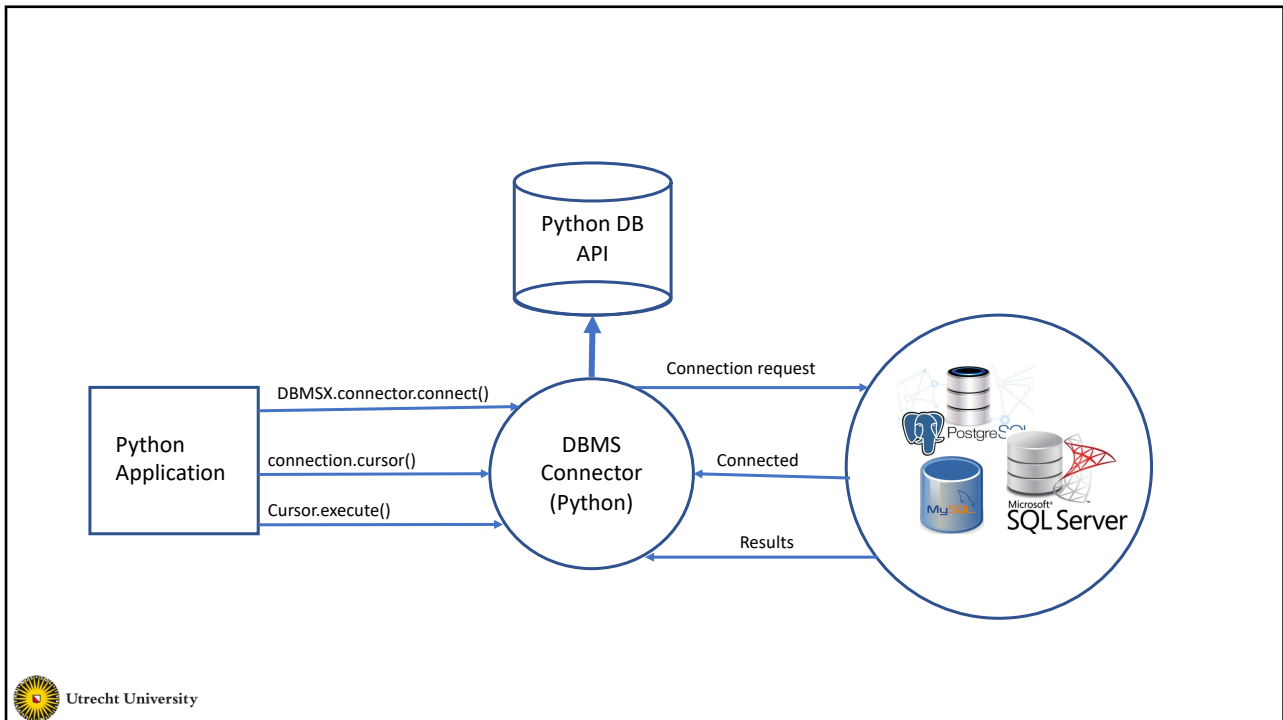 Python DB
API
Connection request
DBMSX.connector.connect()
Python
Application
connection.cursor()
Cursor.execute()
DBMS
Connector
(Python)
Connected
Results
PostgreSQL
MySQL
Microsoft®
SQL Server
Utrecht University